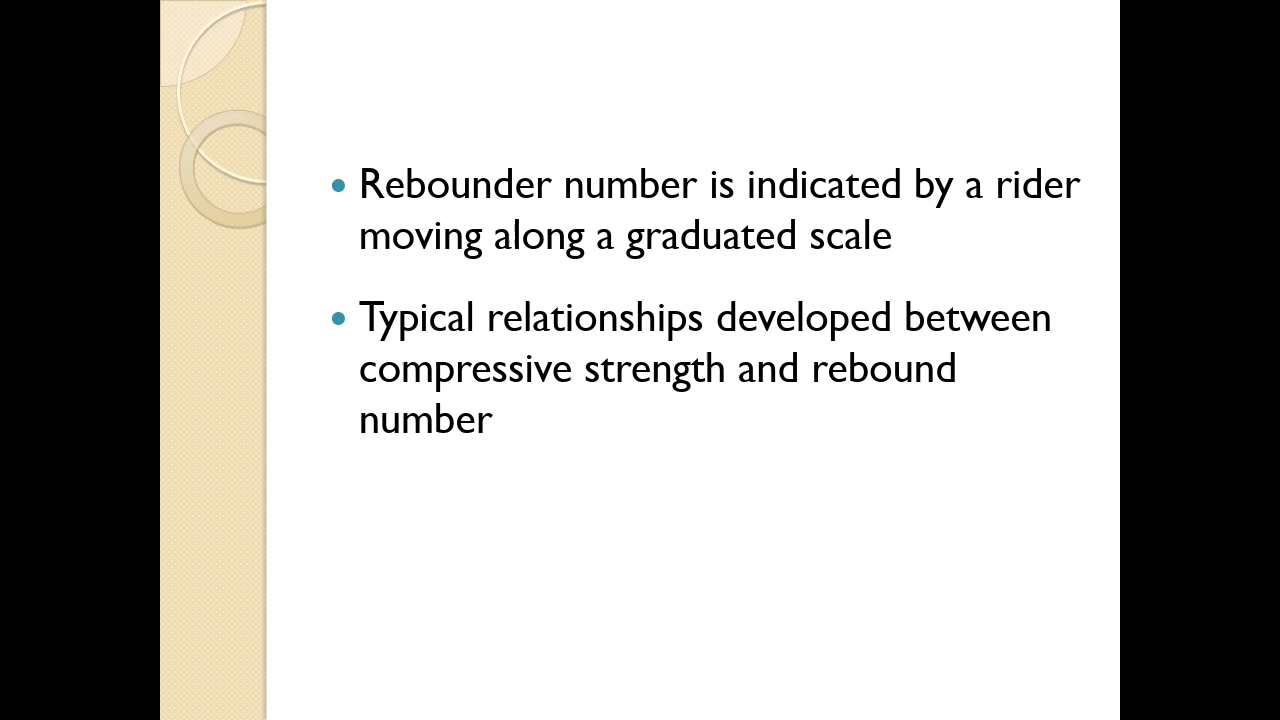 • Rebounder number is indicated by a rider
moving along a graduated scale
• Typical relationships developed between
compressive strength and rebound
number